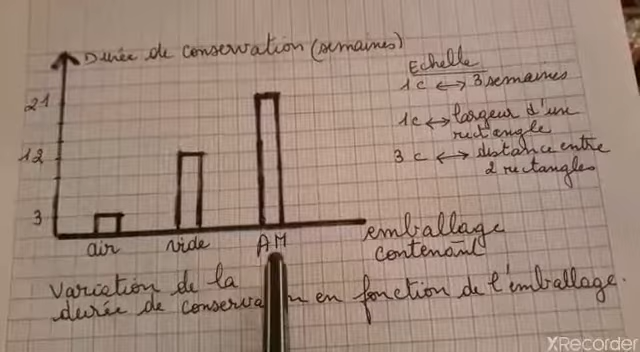 Durée de conservation (semaines)
Echelle
1c ↔ 3 semaines
1c ↔ largeur d'un
rectangle
3 c ↔ distance entre
2 rectangles
21
12
3
air vide AM
emballage
contenant
Variation de la
durée de conserva n en fonction de l'emballage.
XRecorder